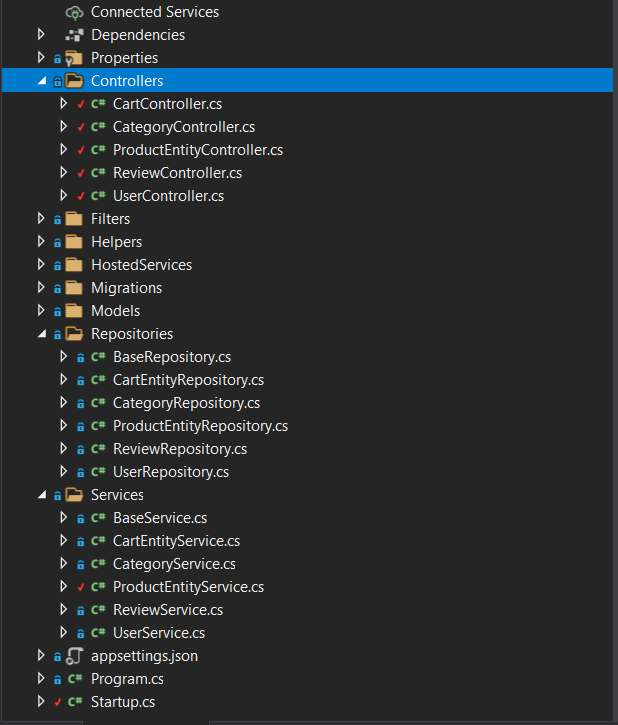 Connected Services
Dependencies
Properties
Controllers
C# CartController.cs
C# CategoryController.cs
C# ProductEntityController.cs
C# ReviewController.cs
C# UserController.cs
Filters
Helpers
HostedServices
Migrations
Models
Repositories
C# BaseRepository.cs
C# CartEntityRepository.cs
C# CategoryRepository.cs
C# ProductEntityRepository.cs
C# ReviewRepository.cs
C# UserRepository.cs
Services
C# BaseService.cs
C# CartEntityService.cs
C# CategoryService.cs
C# ProductEntityService.cs
C# ReviewService.cs
C# UserService.cs
appsettings.json
C# Program.cs
C# Startup.cs